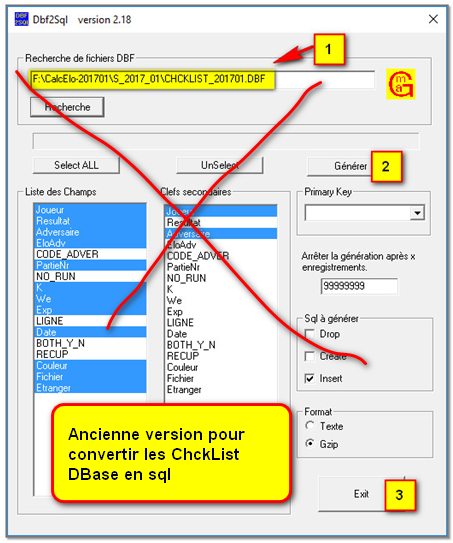 DBF
2SQL
Dbf2Sql version 2.18
1
Recherche de fichiers DBF
F:\CalcElo-201701\S_2017_01\CHCKLIST_201701.DBF
maG
Recherche
Select ALL
UnSelect
Générer
2
Liste des Champs
Joueur
Resultat
Adversaire
EloAdv
CODE_ADVER
PartieNr
NO_RUN
K
We
Exp
LIGNE
Date
BOTH_Y_N
RECUP
Couleur
Fichier
Etranger
Clefs secondaires
Joueur
Resultat
Adversaire
EloAdv
CODE_ADVER
PartieNr
NO_RUN
K
We
Exp
LIGNE
Date
BOTH_Y_N
RECUP
Couleur
Fichier
Etranger
Primary Key
Arrêter la génération après x
enregistrements.
99999999
Sql à générer
Drop
Create
Insert
Format
Texte
Gzip
Ancienne version pour
convertir les ChckList
DBase en sql
Exit
3